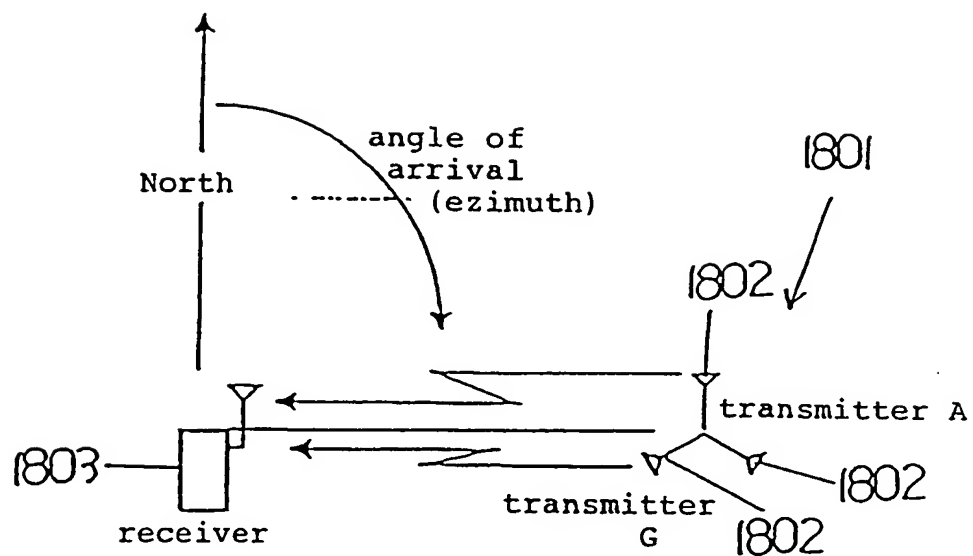 angle of
arrival
(ezimuth)
North
1801
1802
transmitter A
1803
1802
transmitter
G
1802
receiver